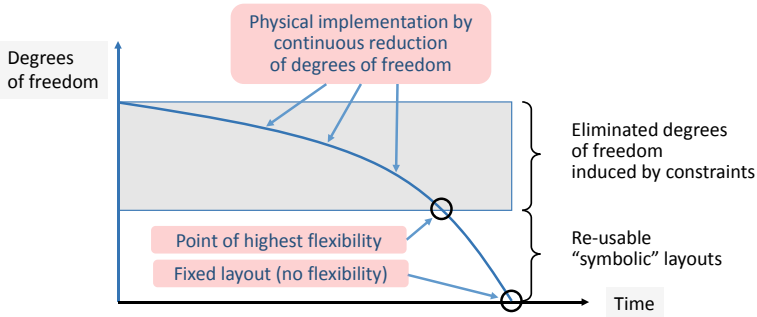 Physical implementation by
continuous reduction
of degrees of freedom
Degrees
of freedom
Eliminated degrees
of freedom
induced by constraints
Point of highest flexibility
Re-usable
“symbolic” layouts
Fixed layout (no flexibility)
Time